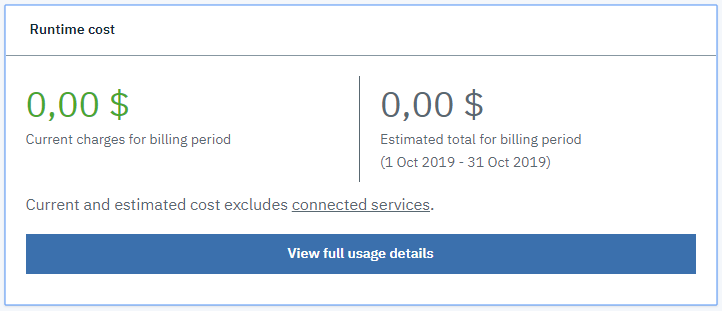 Runtime cost
0,00 $
Current charges for billing period
0,00 $
Estimated total for billing period
(1 Oct 2019 - 31 Oct 2019)
Current and estimated cost excludes connected services.
View full usage details